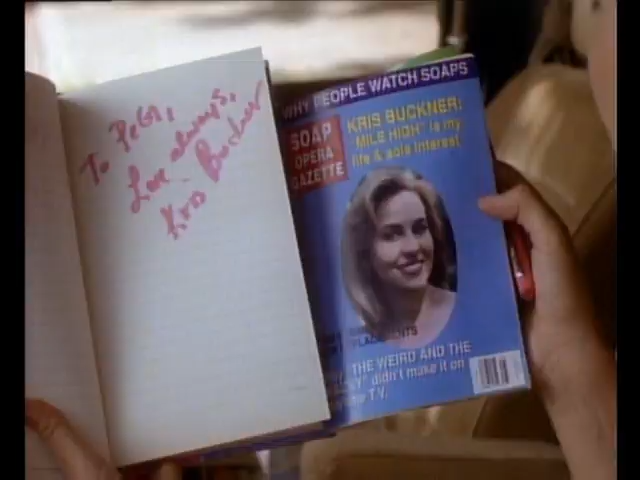 To Peta,
Love always,
Kris Buckner
WHY PEOPLE WATCH SOAPS
SOAP
OPERA
GAZETTE
KRIS BUCKNER:
"MILE HIGH" is my
life & sole interest
THE WEIRD AND THE
didn't make it on
TV.